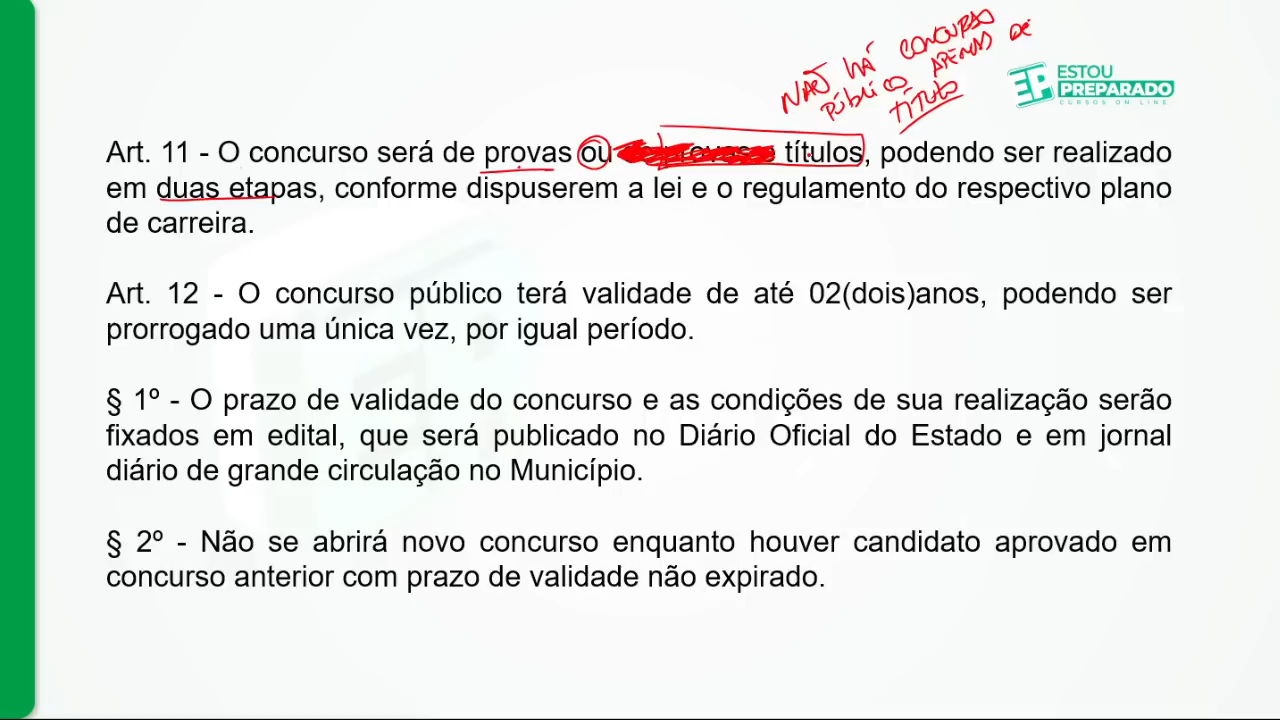 NÃO HÁ CONCURSO
PÚBLICO APENAS DE
TÍTULO
ESTOU
PREPARADO
CURSOS ON LINE
Art. 11 - O concurso será de provas ou de provas e títulos, podendo ser realizado
em duas etapas, conforme dispuserem a lei e o regulamento do respectivo plano
de carreira.
Art. 12 - O concurso público terá validade de até 02(dois)anos, podendo ser
prorrogado uma única vez, por igual período.
§ 1º - O prazo de validade do concurso e as condições de sua realização serão
fixados em edital, que será publicado no Diário Oficial do Estado e em jornal
diário de grande circulação no Município.
§ 2º - Não se abrirá novo concurso enquanto houver candidato aprovado em
concurso anterior com prazo de validade não expirado.